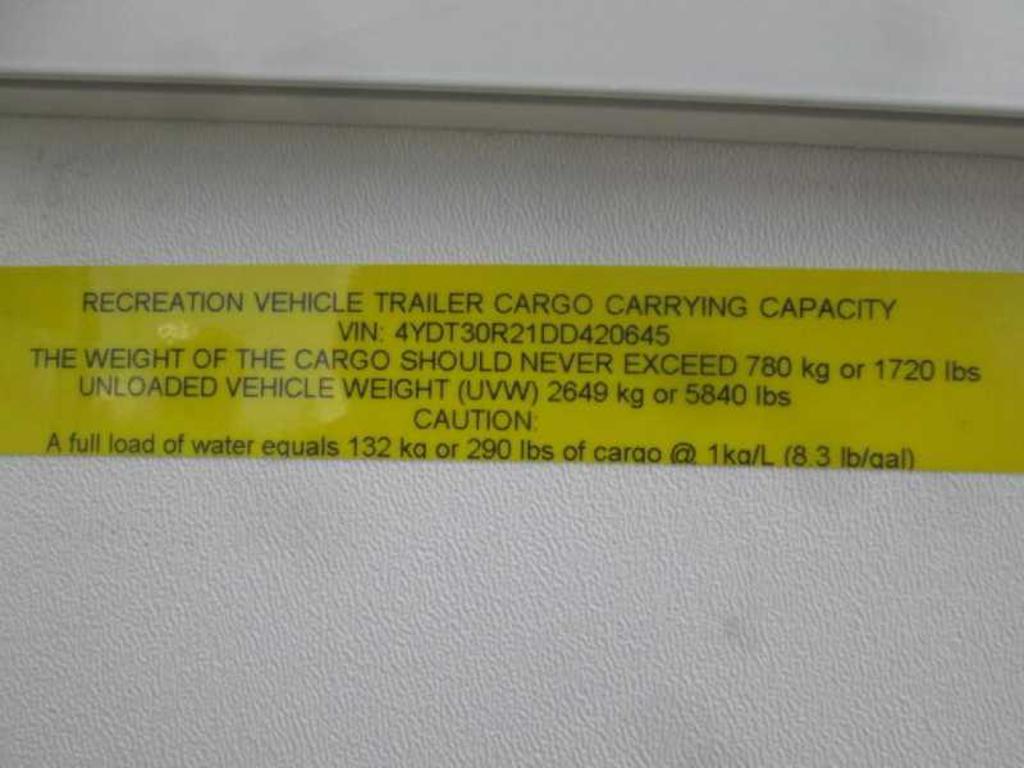 RECREATION VEHICLE TRAILER CARGO CARRYING CAPACITY
VIN: 4YDT30R21DD420645
THE WEIGHT OF THE CARGO SHOULD NEVER EXCEED 780 kg or 1720 lbs
UNLOADED VEHICLE WEIGHT (UVW) 2649 kg or 5840 lbs
CAUTION:
A full load of water equals 132 kg or 290 lbs of cargo @ 1kg/L (8.3 lb/gal)